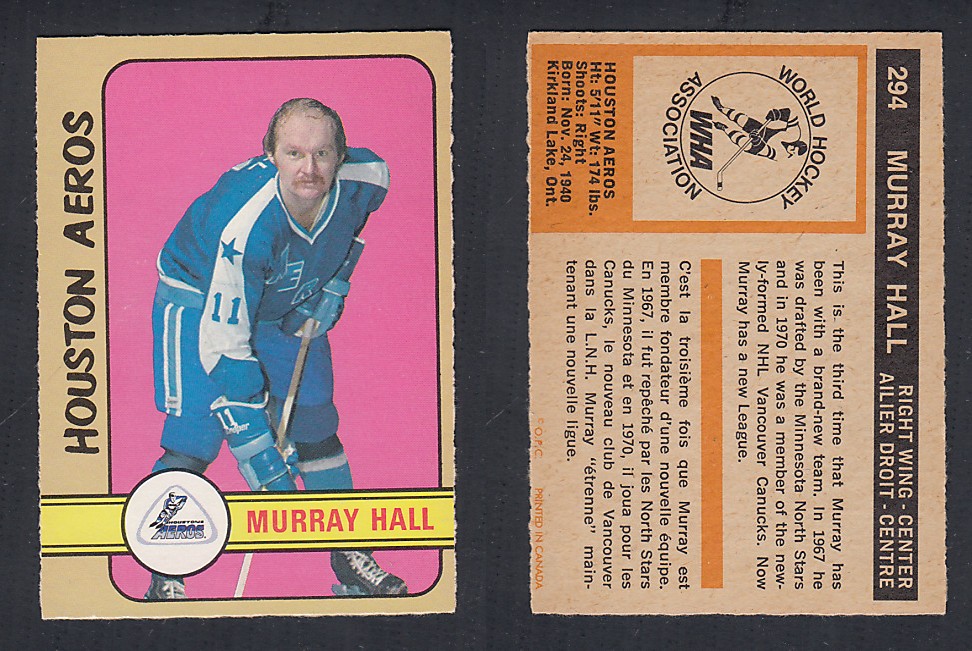 HOUSTON AEROS
11
11
HOUSTON
AEROS
MURRAY HALL
294 MURRAY HALL
RIGHT WING - CENTER
AILIER DROIT - CENTRE
WORLD HOCKEY
ASSOCIATION
WHA
HOUSTON AEROS
Ht: 5'11" Wt: 174 lbs.
Shoots: Right
Born: Nov. 24, 1940
Kirkland Lake, Ont.
This is the third time that Murray has
been with a brand-new team. In 1967 he
was drafted by the Minnesota North Stars
and in 1970 he was a member of the new-
ly-formed NHL Vancouver Canucks. Now
Murray has a new League.
C'est la troisième fois que Murray est
membre fondateur d'une nouvelle équipe.
En 1967, il fut repêché par les North Stars
du Minnesota et en 1970, il joua pour les
Canucks, le nouveau club de Vancouver
dans la L.N.H. Murray "étrenne" main-
tenant une nouvelle ligue.
© O.P.C. PRINTED IN CANADA